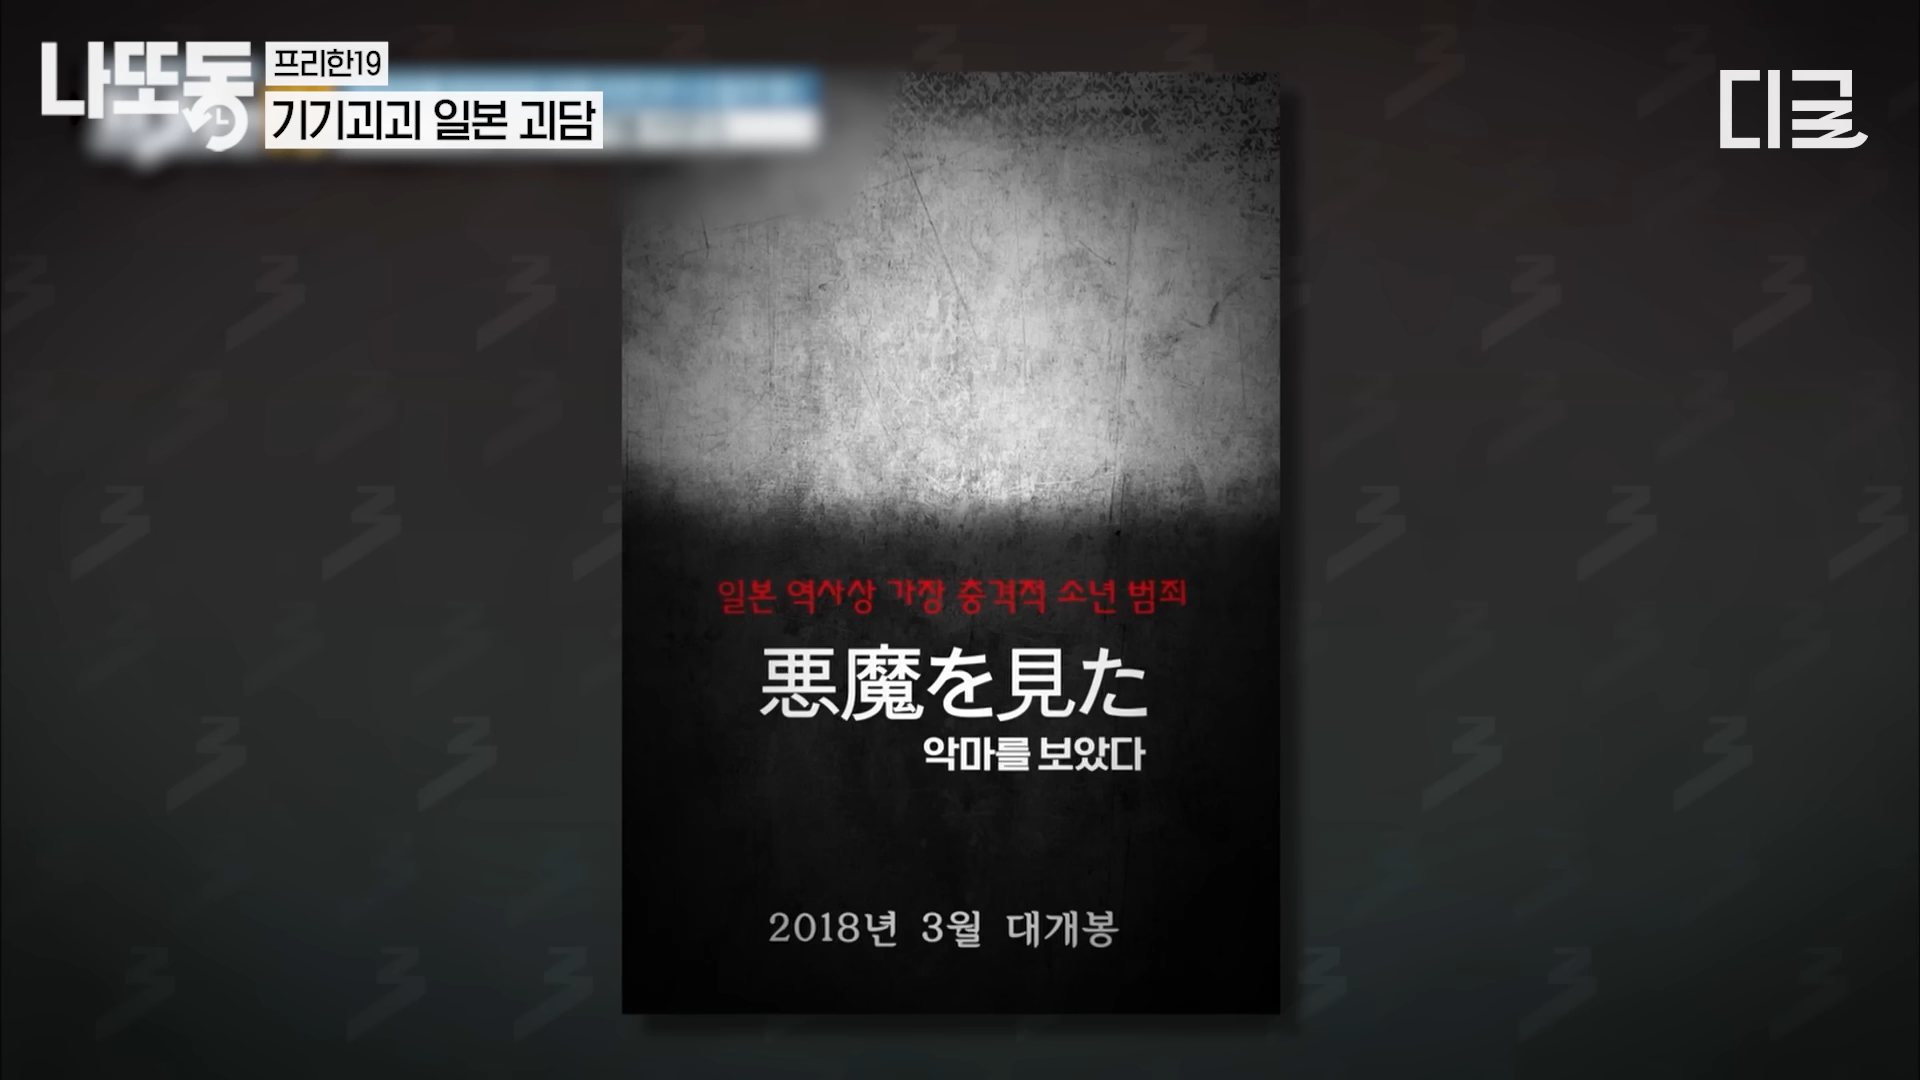 나또동
프리한19
기기괴괴 일본 괴담
디글
일본 역사상 가장 충격적 소년 범죄
悪魔を見た
악마를 보았다
2018년 3월 대개봉